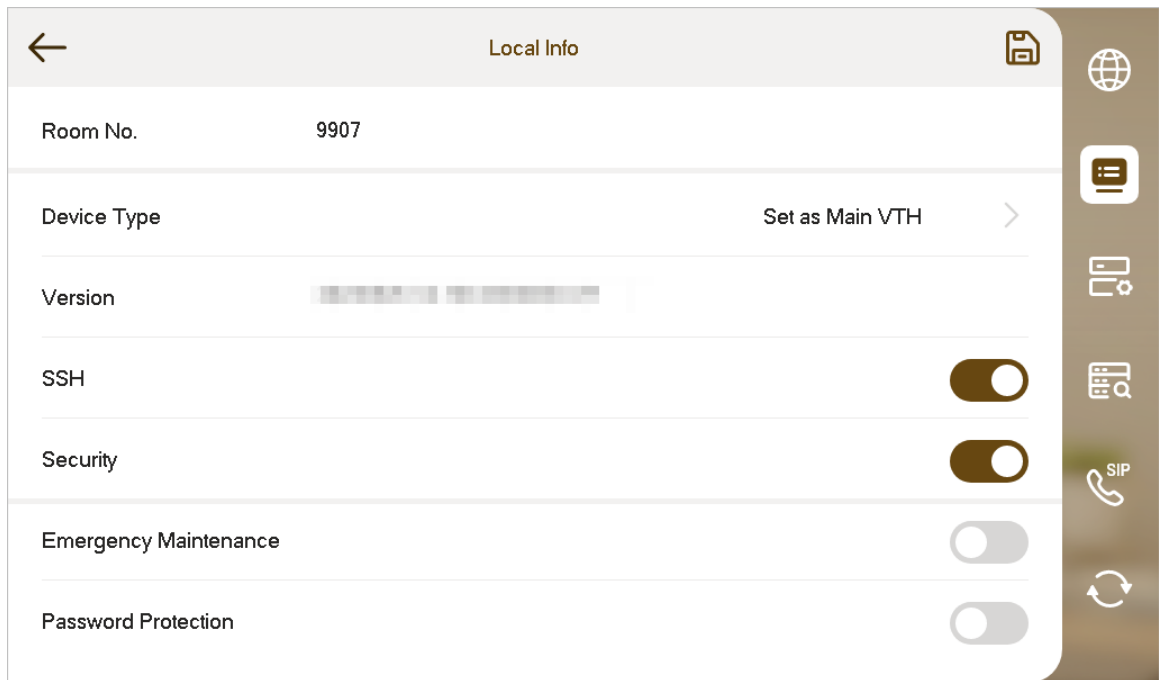 Local Info
Room No. 9907
Device Type Set as Main VTH
Version
SSH
Security
SIP
Emergency Maintenance
Password Protection